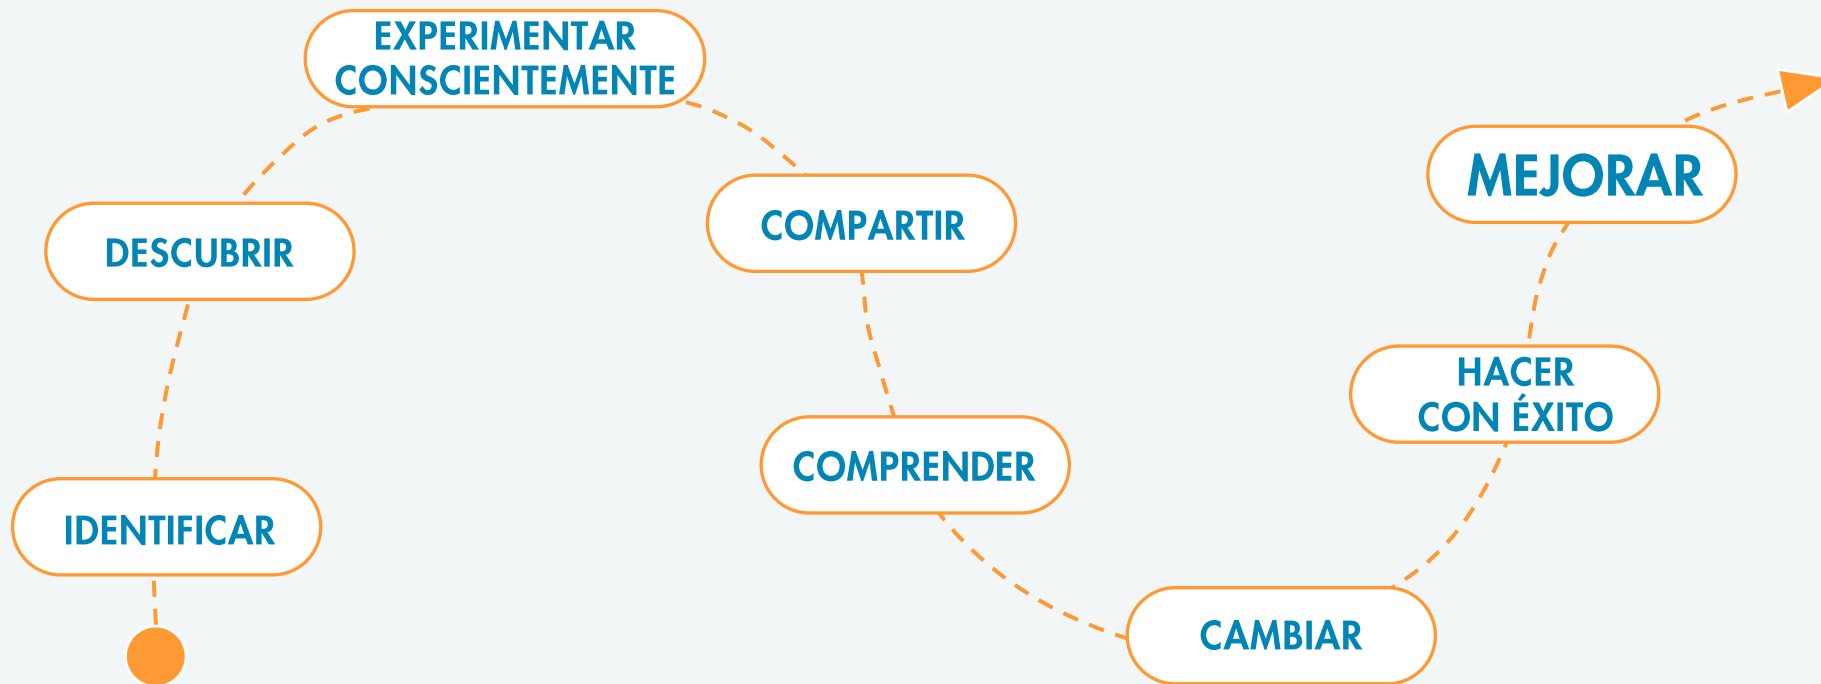 IDENTIFICAR
DESCUBRIR
EXPERIMENTAR
CONSCIENTEMENTE
COMPARTIR
COMPRENDER
CAMBIAR
HACER
CON ÉXITO
MEJORAR